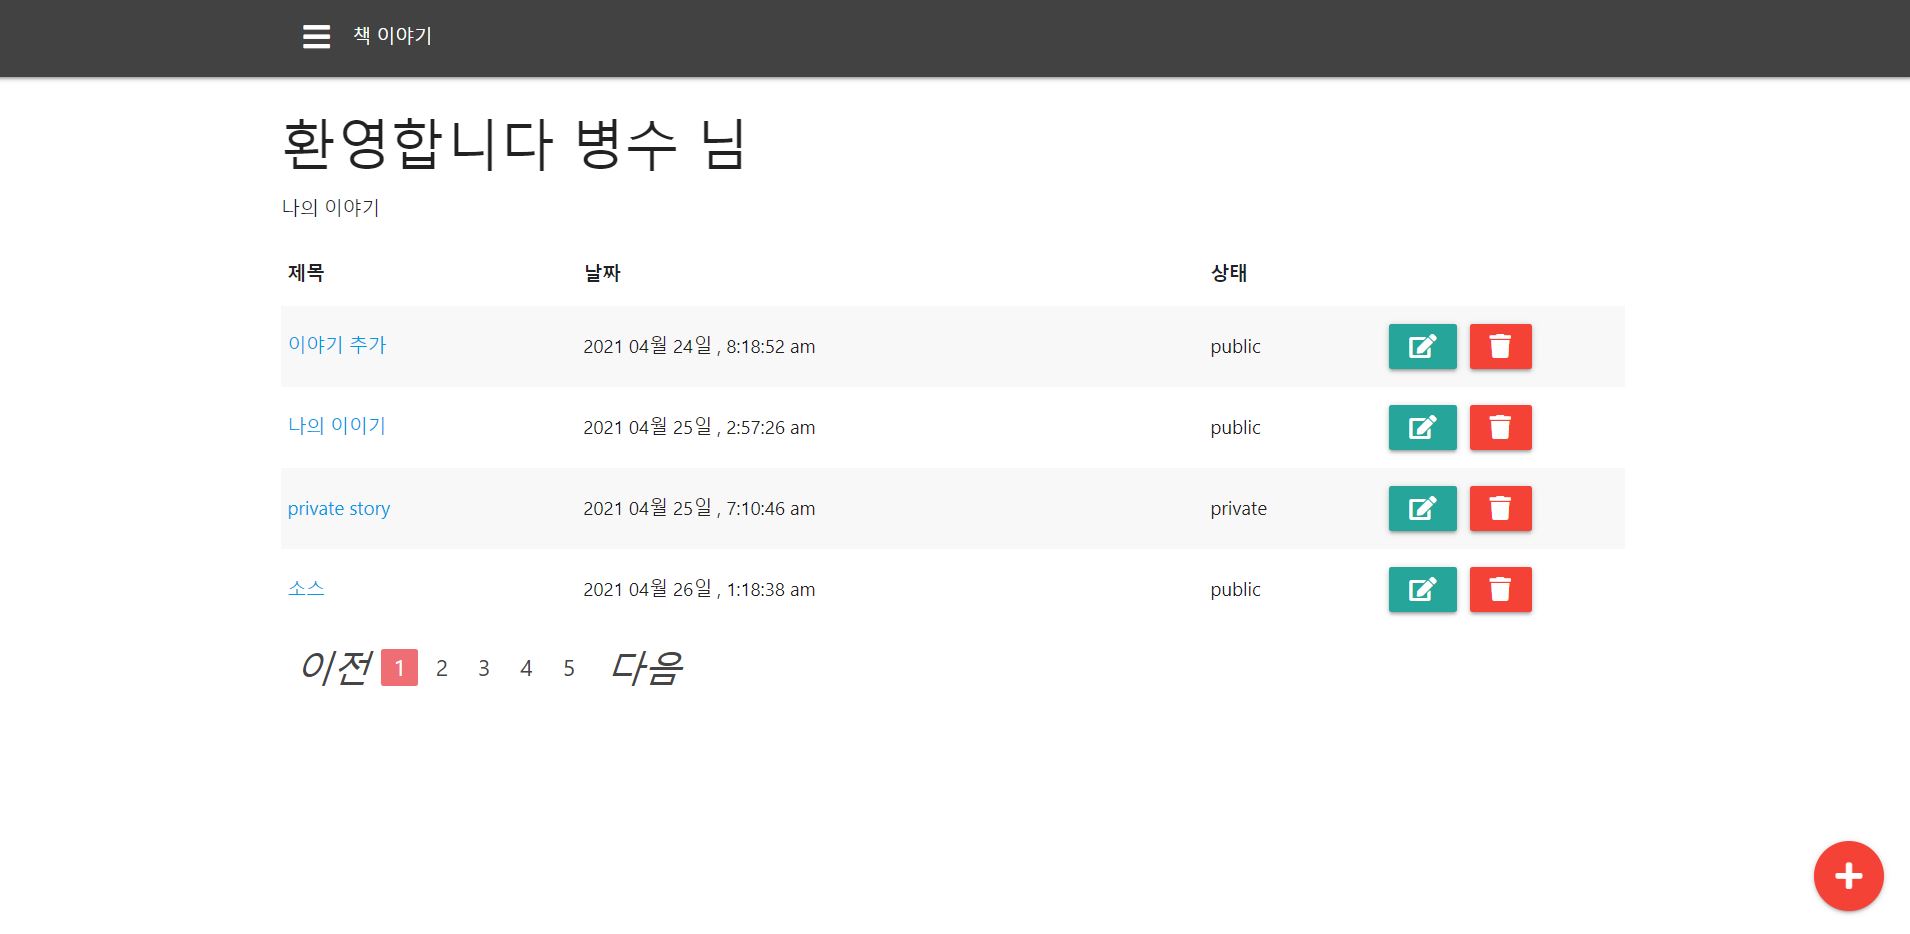 책 이야기
환영합니다 병수 님
나의 이야기
제목 날짜 상태
이야기 추가 2021 04월 24일 , 8:18:52 am public
나의 이이기 2021 04월 25일 , 2:57:26 am public
private story 2021 04월 25일 , 7:10:46 am private
소스 2021 04월 26일 , 1:18:38 am public
이전 1 2 3 4 5 다음